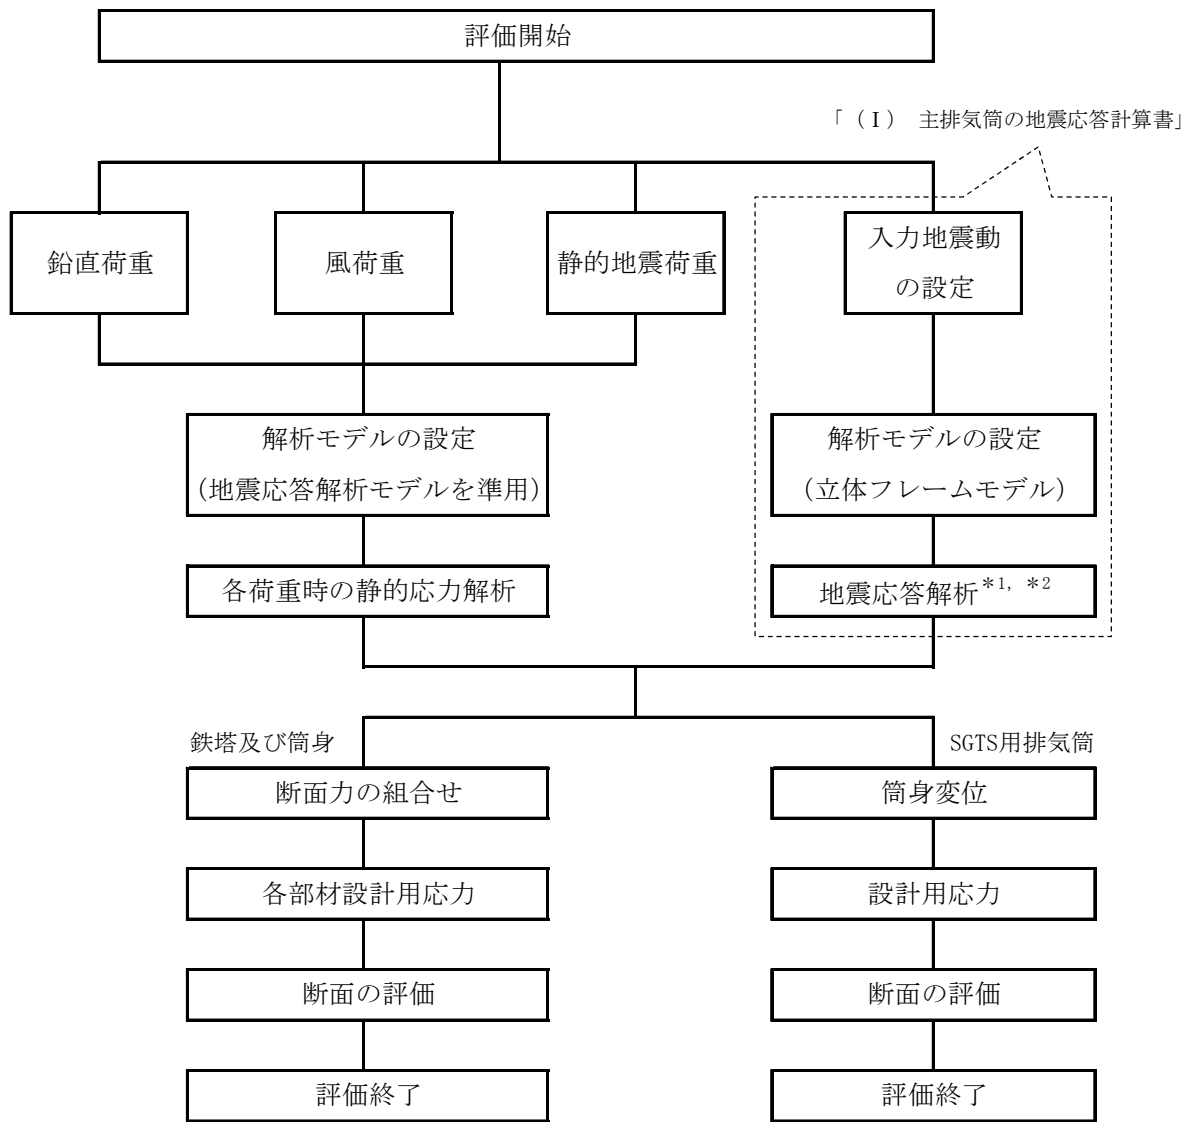 評価開始
「(Ⅰ) 主排気筒の地震応答計算書」
鉛直荷重
風荷重
静的地震荷重
入力地震動
の設定
解析モデルの設定
(地震応答解析モデルを準用)
解析モデルの設定
(立体フレームモデル)
各荷重時の静的応力解析
地震応答解析*1, *2
鉄塔及び筒身
SGTS用排気筒
断面力の組合せ
筒身変位
各部材設計用応力
設計用応力
断面の評価
断面の評価
評価終了
評価終了